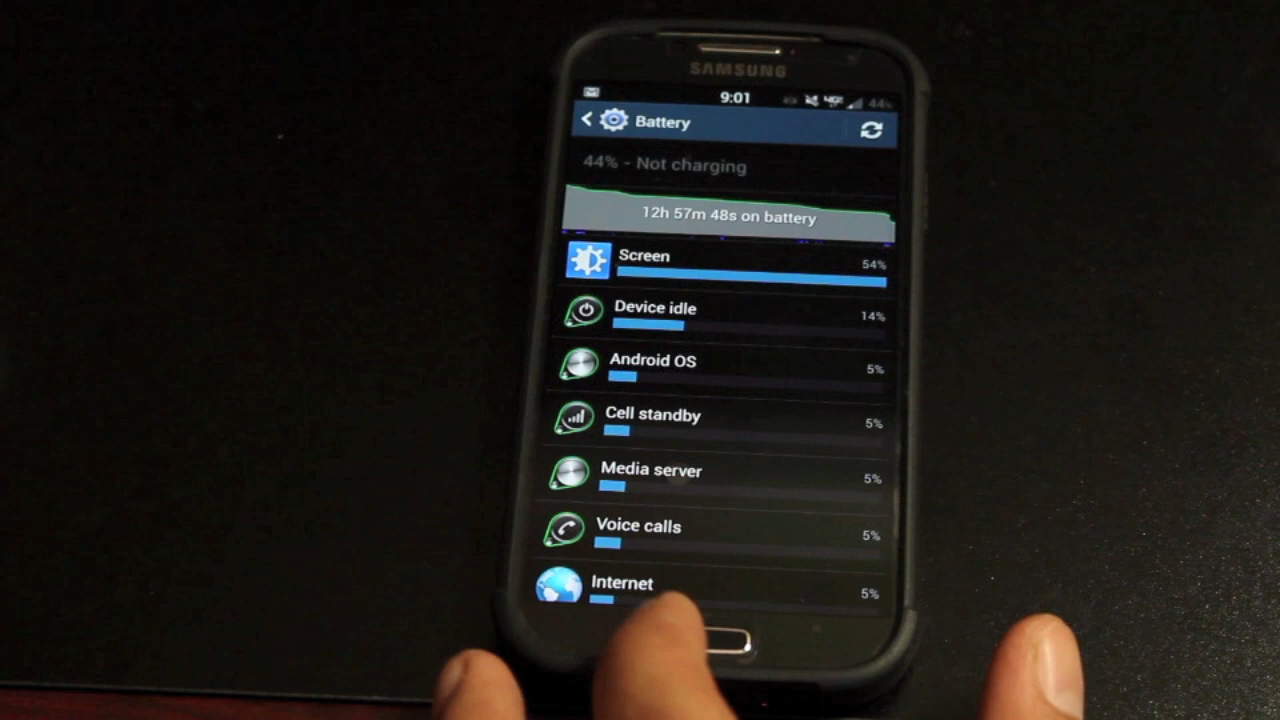 SAMSUNG
9:01 44%
Battery
44% - Not charging
12h 57m 48s on battery
Screen 54%
Device idle 14%
Android OS 5%
Cell standby 5%
Media server 5%
Voice calls 5%
Internet 5%